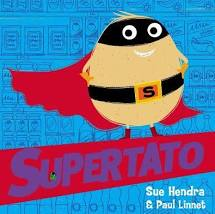 S
SUPERTATO
Sue Hendra
& Paul Linnet